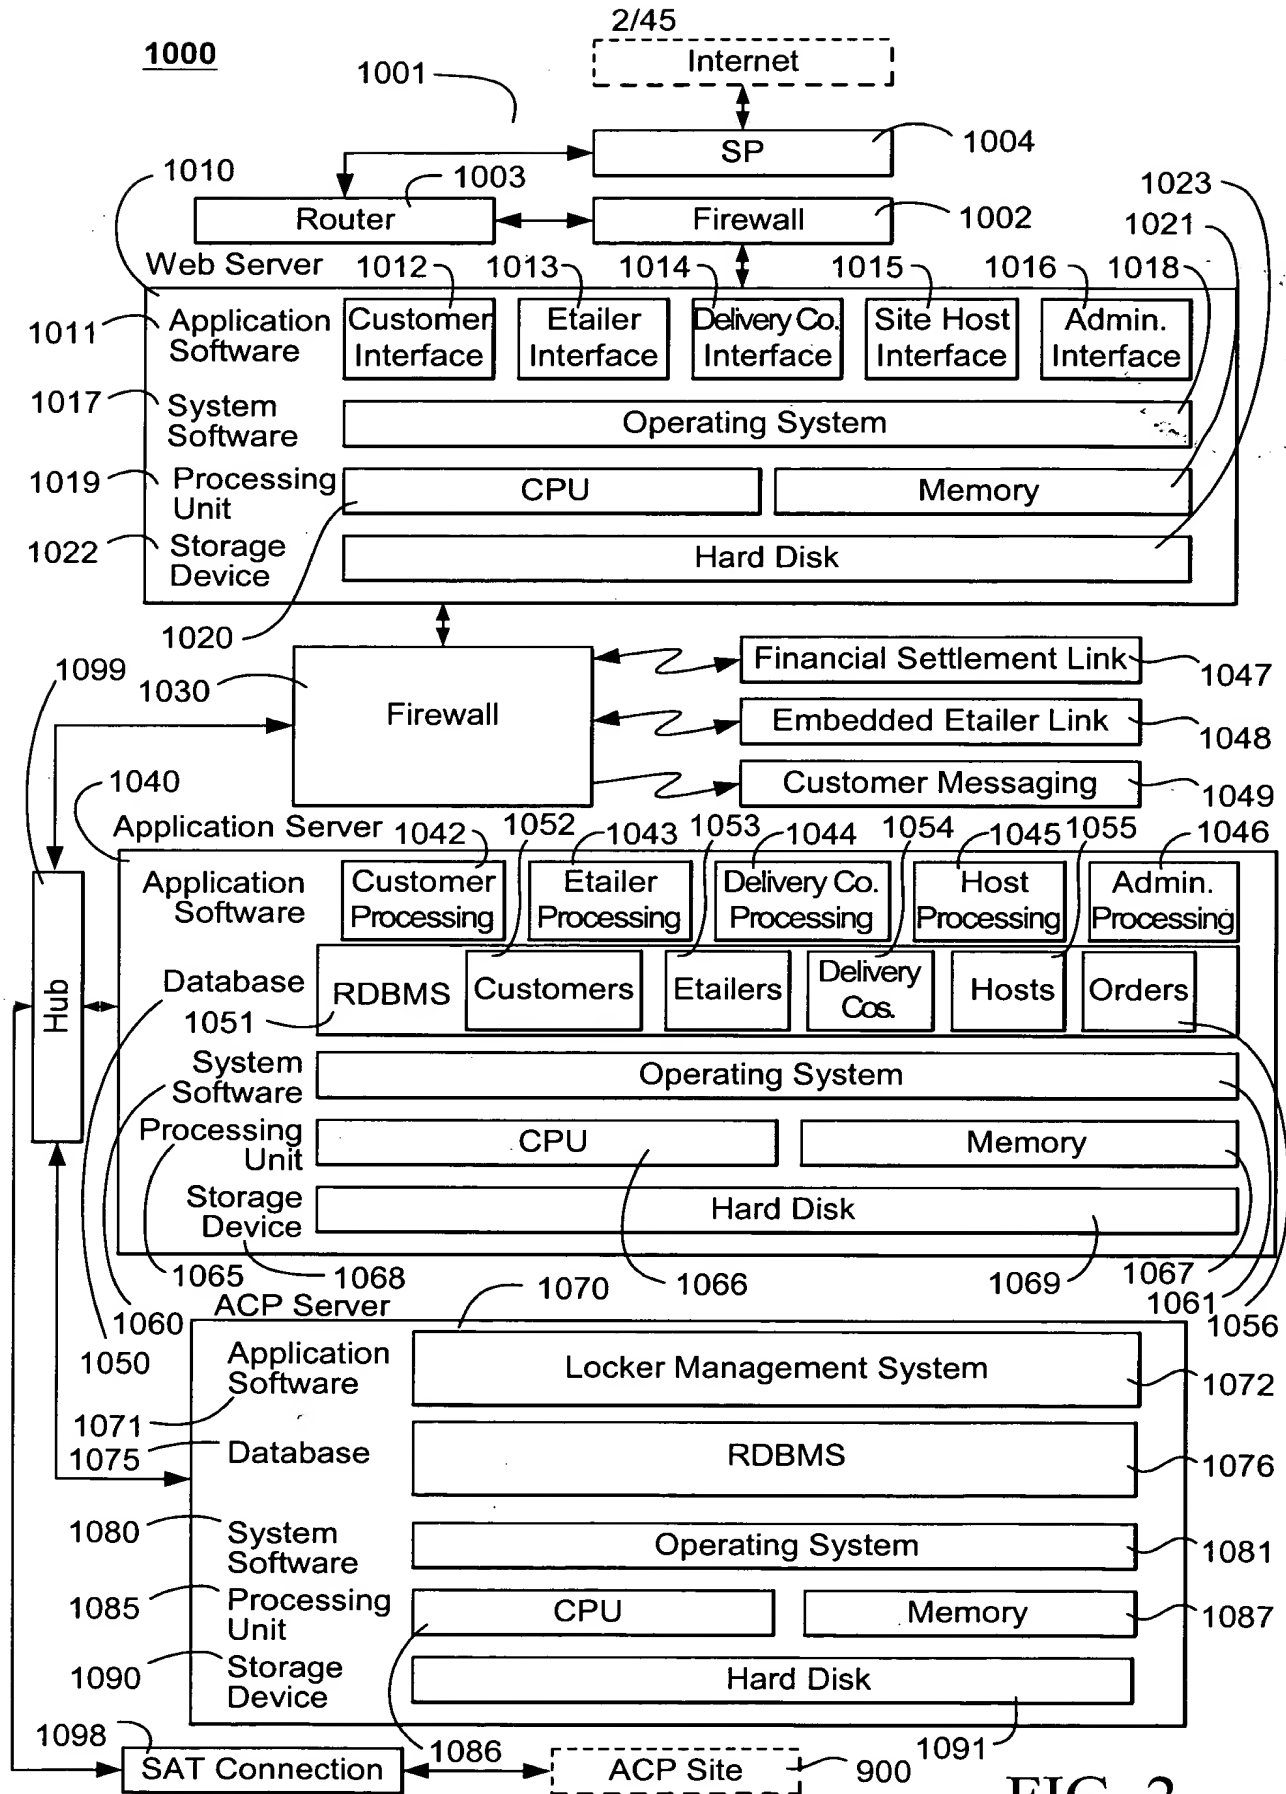 2/45
1000
Internet
1001
SP
1004
1010
1003
1023
Router
Firewall
1002
1021
Web Server
1012
1013
1014
1015
1016
1018
1011
Application
Software
Customer
Interface
Etailer
Interface
Delivery Co.
Interface
Site Host
Interface
Admin.
Interface
1017
System
Software
Operating System
1019
Processing
Unit
CPU
Memory
1022
Storage
Device
Hard Disk
1020
1099
1030
Firewall
Financial Settlement Link
1047
Embedded Etailer Link
1048
Customer Messaging
1049
1040
Application Server
1042
1052
1043
1053
1044
1054
1045
1055
1046
Application
Software
Customer
Processing
Etailer
Processing
Delivery Co.
Processing
Host
Processing
Admin.
Processing
Hub
Database
RDBMS
1051
Customers
Etailers
Delivery
Cos.
Hosts
Orders
System
Software
Operating System
Processing
Unit
CPU
Memory
Storage
Device
Hard Disk
1065
1068
1066
1069
1067
1061
1056
1060
1050
ACP Server
1070
Application
Software
Locker Management System
1072
1071
1075
Database
RDBMS
1076
1080
System
Software
Operating System
1081
1085
Processing
Unit
CPU
Memory
1087
1090
Storage
Device
Hard Disk
1098
1086
1091
SAT Connection
ACP Site
900
FIG. 2